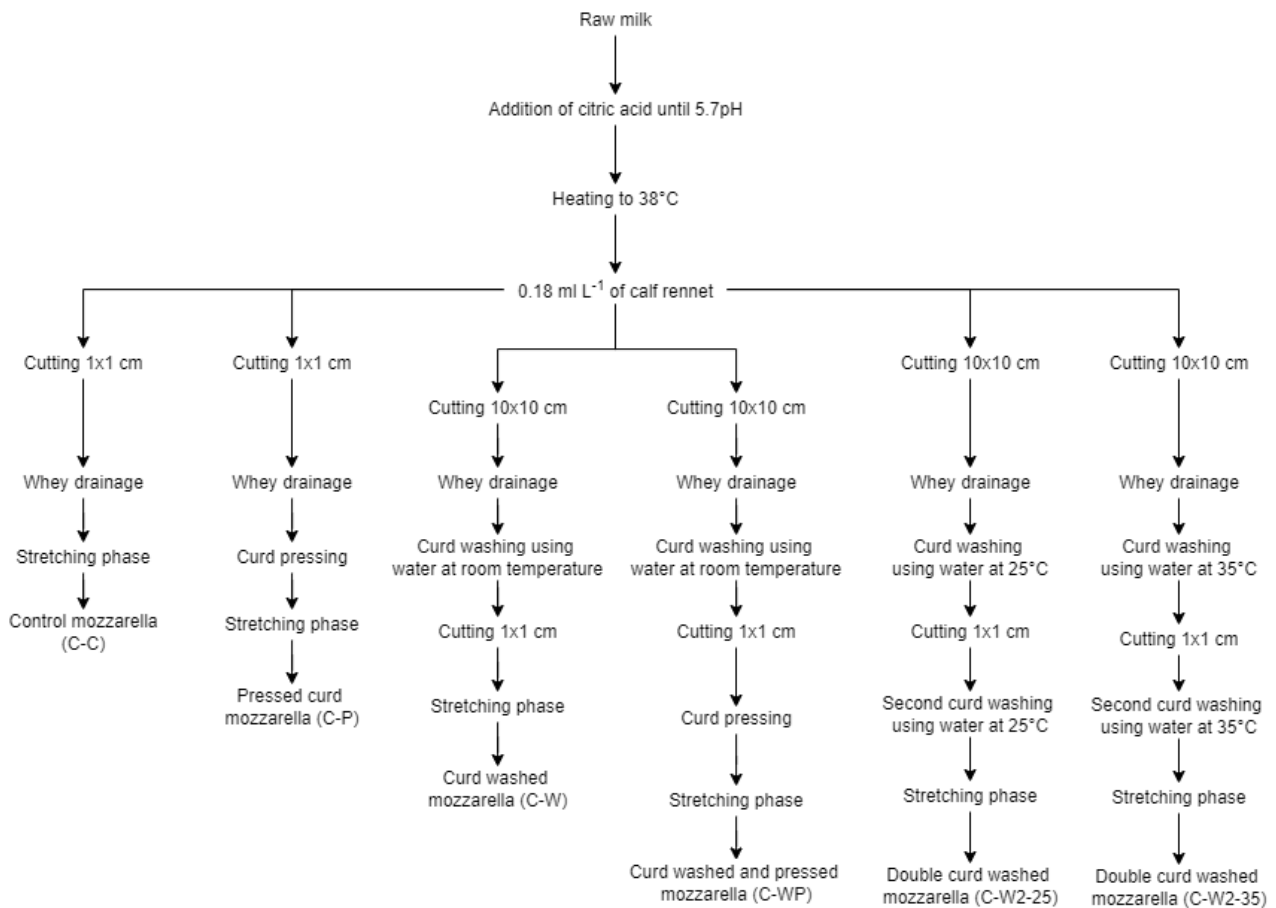 Raw milk
Addition of citric acid until 5.7pH
Heating to 38°C
0.18 ml L⁻¹ of calf rennet
Cutting 1x1 cm
Whey drainage
Stretching phase
Control mozzarella
(C-C)
Cutting 1x1 cm
Whey drainage
Curd pressing
Stretching phase
Pressed curd
mozzarella (C-P)
Cutting 10x10 cm
Whey drainage
Curd washing using
water at room temperature
Cutting 1x1 cm
Stretching phase
Curd washed
mozzarella (C-W)
Cutting 10x10 cm
Whey drainage
Curd washing using
water at room temperature
Cutting 1x1 cm
Curd pressing
Stretching phase
Curd washed and pressed
mozzarella (C-WP)
Cutting 10x10 cm
Whey drainage
Curd washing
using water at 25°C
Cutting 1x1 cm
Second curd washing
using water at 25°C
Stretching phase
Double curd washed
mozzarella (C-W2-25)
Cutting 10x10 cm
Whey drainage
Curd washing
using water at 35°C
Cutting 1x1 cm
Second curd washing
using water at 35°C
Stretching phase
Double curd washed
mozzarella (C-W2-35)